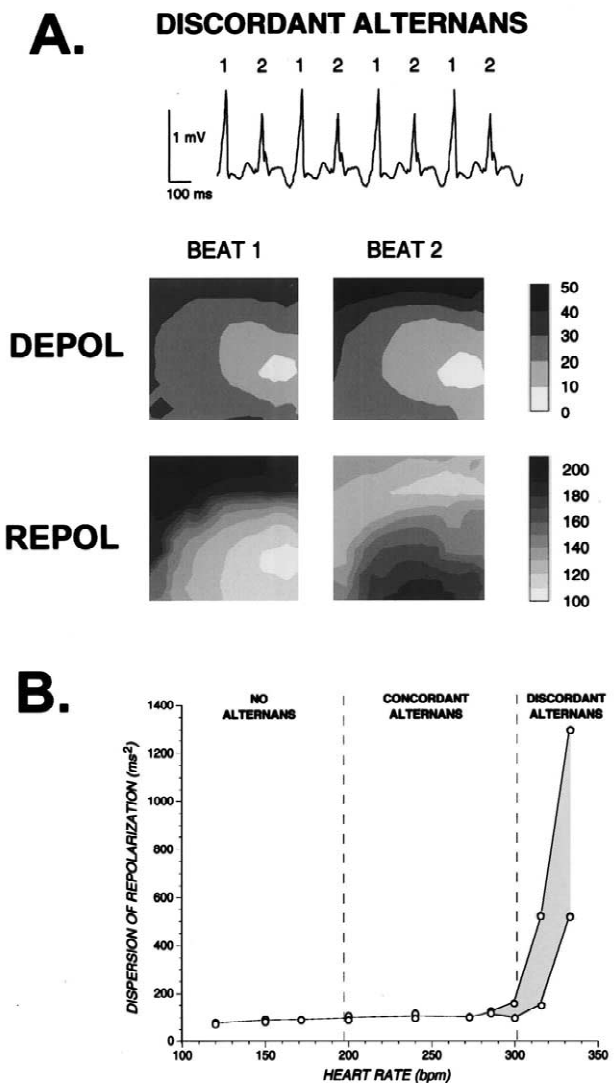 A.
DISCORDANT ALTERNANS
1 2 1 2 1 2 1 2
1 mV
100 ms
BEAT 1 BEAT 2
DEPOL
50
40
30
20
10
0
REPOL
200
180
160
140
120
100
B.
NO
ALTERNANS
CONCORDANT
ALTERNANS
DISCORDANT
ALTERNANS
DISPERSION OF REPOLARIZATION (ms²)
1400
1200
1000
800
600
400
200
0
100 150 200 250 300 350
HEART RATE (bpm)